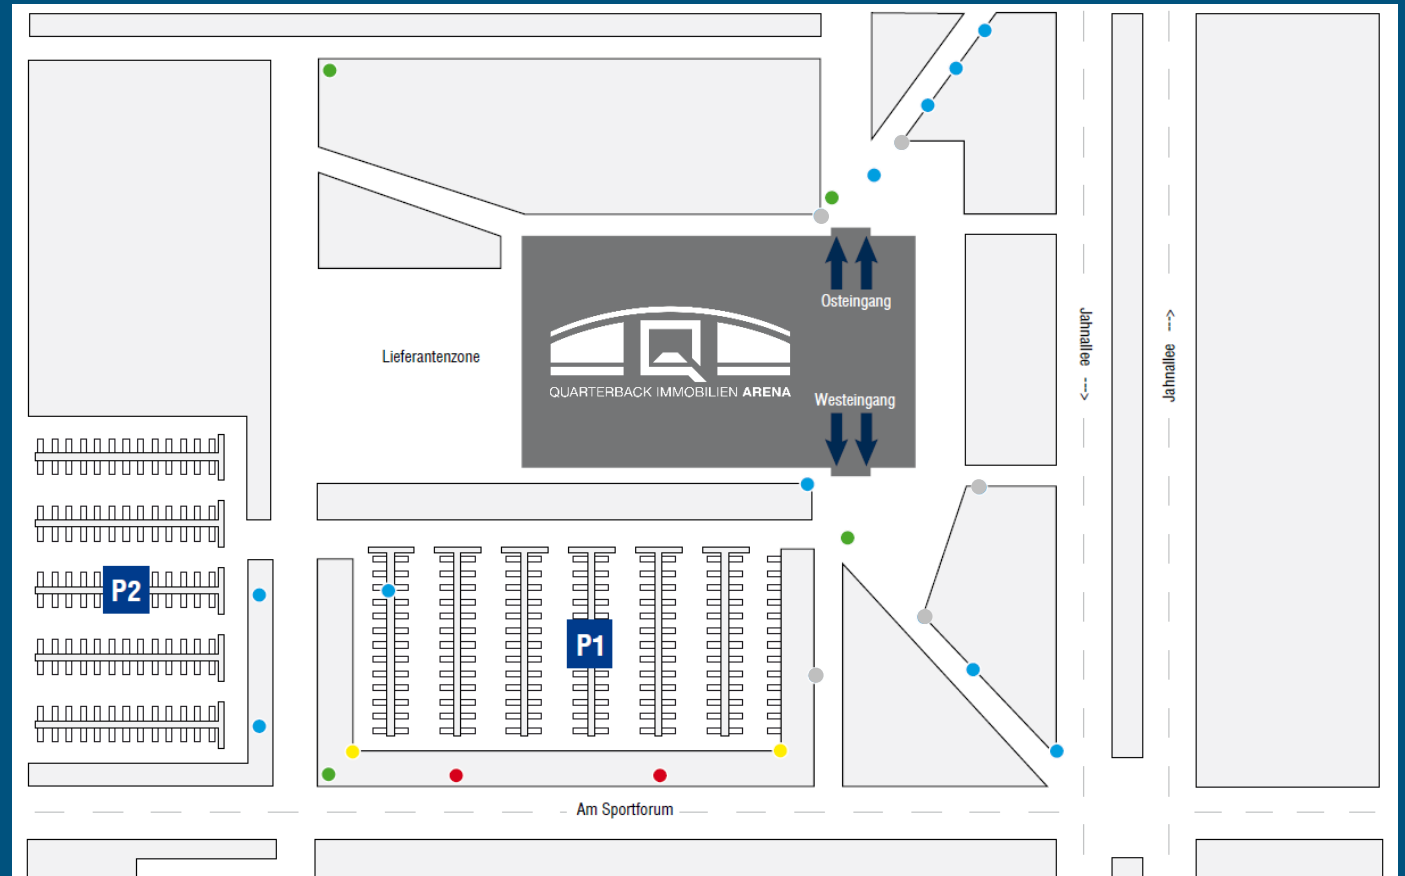 Osteingang
Lieferantenzone
QUARTERBACK IMMOBILIEN ARENA
Westeingang
Jahnallee --->
Jahnallee --->
P2
P1
Am Sportforum